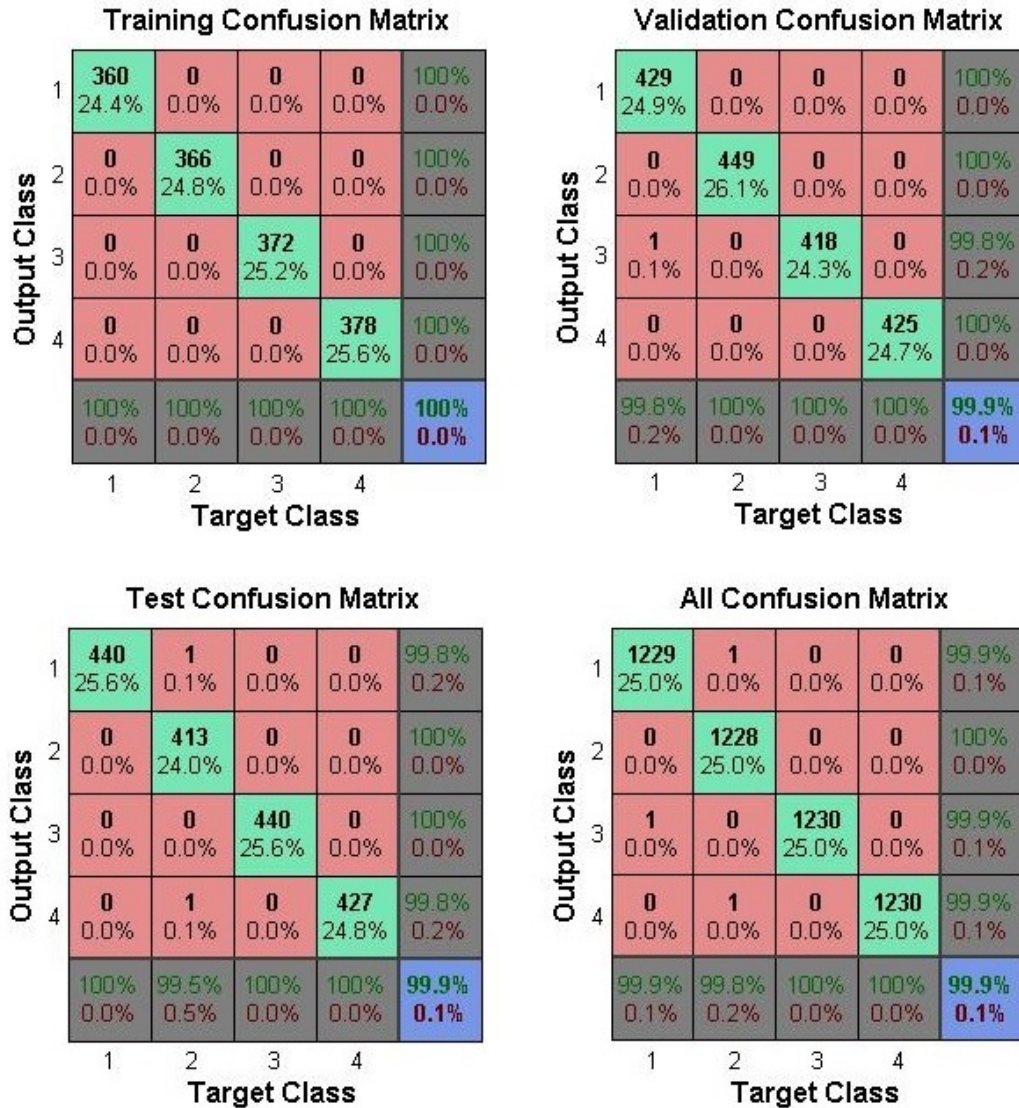 Training Confusion Matrix
Output Class
1
360 0 0 0 100%
24.4% 0.0% 0.0% 0.0% 0.0%
2
0 366 0 0 100%
0.0% 24.8% 0.0% 0.0% 0.0%
3
0 0 372 0 100%
0.0% 0.0% 25.2% 0.0% 0.0%
4
0 0 0 378 100%
0.0% 0.0% 0.0% 25.6% 0.0%
100% 100% 100% 100% 100%
0.0% 0.0% 0.0% 0.0% 0.0%
1 2 3 4
Target Class
Validation Confusion Matrix
Output Class
1
429 0 0 0 100%
24.9% 0.0% 0.0% 0.0% 0.0%
2
0 449 0 0 100%
0.0% 26.1% 0.0% 0.0% 0.0%
3
1 0 418 0 99.8%
0.1% 0.0% 24.3% 0.0% 0.2%
4
0 0 0 425 100%
0.0% 0.0% 0.0% 24.7% 0.0%
99.8% 100% 100% 100% 99.9%
0.2% 0.0% 0.0% 0.0% 0.1%
1 2 3 4
Target Class
Test Confusion Matrix
Output Class
1
440 1 0 0 99.8%
25.6% 0.1% 0.0% 0.0% 0.2%
2
0 413 0 0 100%
0.0% 24.0% 0.0% 0.0% 0.0%
3
0 0 440 0 100%
0.0% 0.0% 25.6% 0.0% 0.0%
4
0 1 0 427 99.8%
0.0% 0.1% 0.0% 24.8% 0.2%
100% 99.5% 100% 100% 99.9%
0.0% 0.5% 0.0% 0.0% 0.1%
1 2 3 4
Target Class
All Confusion Matrix
Output Class
1
1229 1 0 0 99.9%
25.0% 0.0% 0.0% 0.0% 0.1%
2
0 1228 0 0 100%
0.0% 25.0% 0.0% 0.0% 0.0%
3
1 0 1230 0 99.9%
0.0% 0.0% 25.0% 0.0% 0.1%
4
0 1 0 1230 99.9%
0.0% 0.0% 0.0% 25.0% 0.1%
99.9% 99.8% 100% 100% 99.9%
0.1% 0.2% 0.0% 0.0% 0.1%
1 2 3 4
Target Class